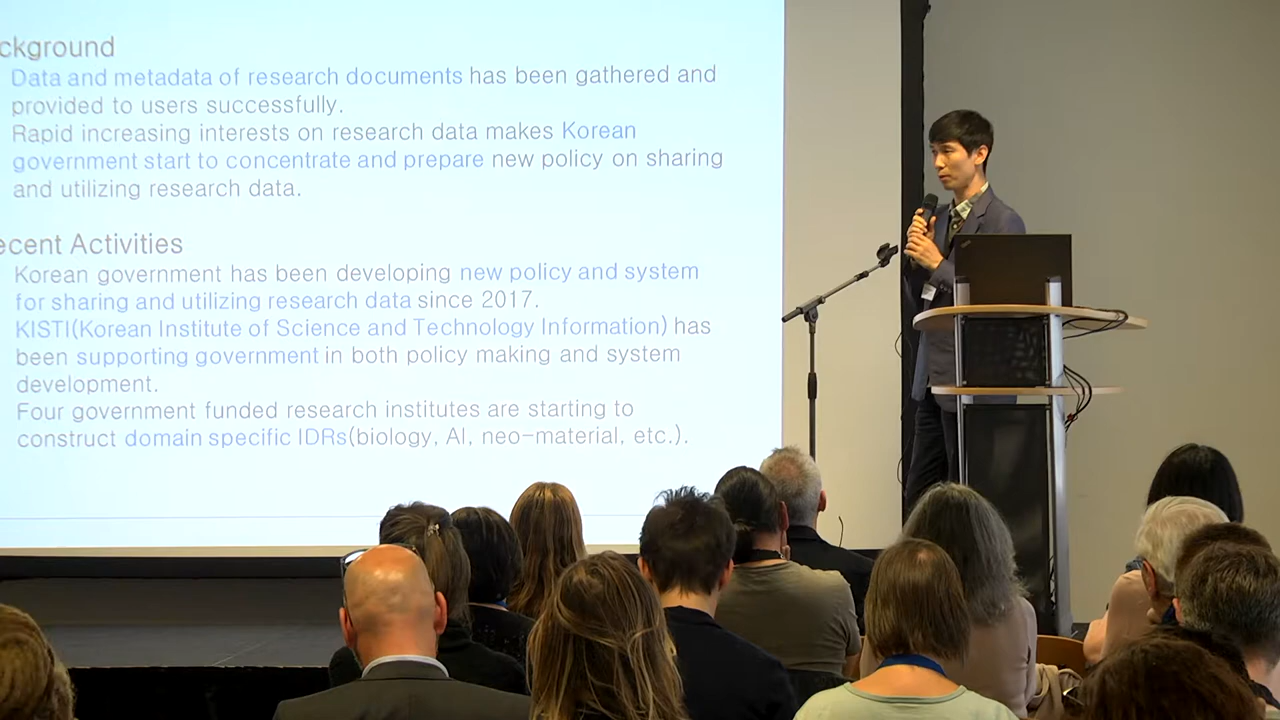 ckground
Data and metadata of research documents has been gathered and
provided to users successfully.
Rapid increasing interests on research data makes Korean
government start to concentrate and prepare new policy on sharing
and utilizing research data.
ecent Activities
Korean government has been developing new policy and system
for sharing and utilizing research data since 2017.
KISTI(Korean Institute of Science and Technology Information) has
been supporting government in both policy making and system
development.
Four government funded research institutes are starting to
construct domain specific IDRs(biology, AI, neo-material, etc.).